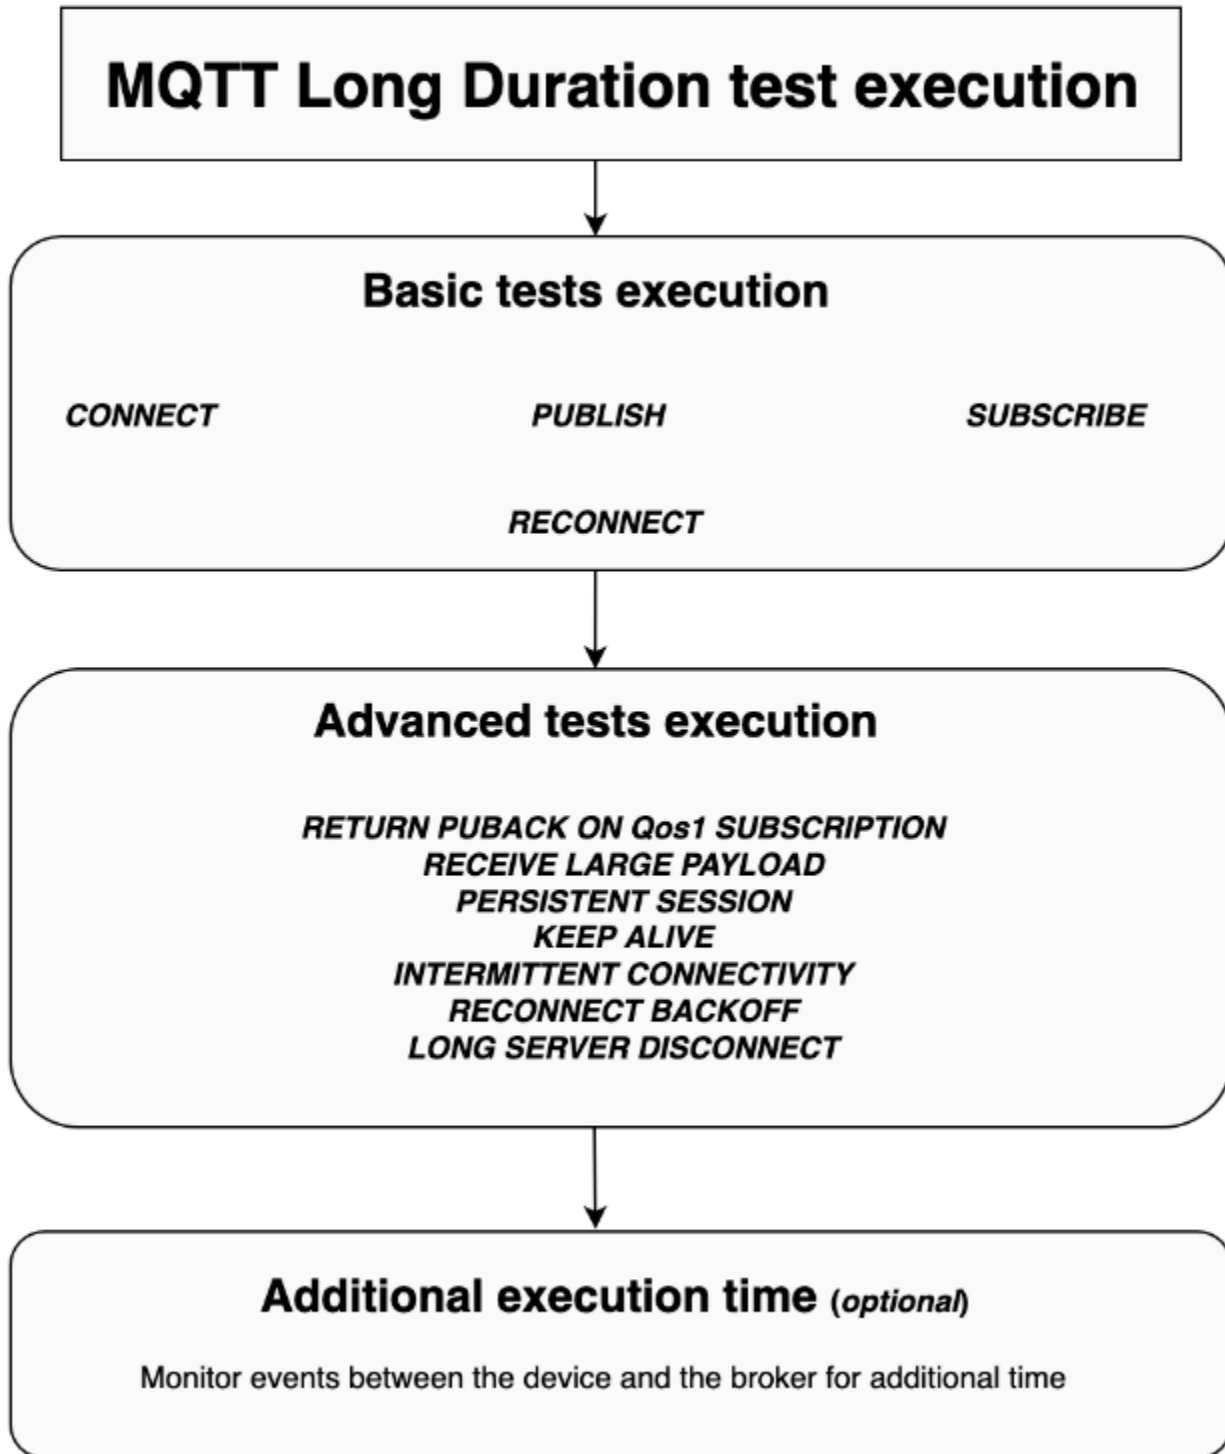 MQTT Long Duration test execution
Basic tests execution
CONNECT PUBLISH SUBSCRIBE
RECONNECT
Advanced tests execution
RETURN PUBACK ON Qos1 SUBSCRIPTION
RECEIVE LARGE PAYLOAD
PERSISTENT SESSION
KEEP ALIVE
INTERMITTENT CONNECTIVITY
RECONNECT BACKOFF
LONG SERVER DISCONNECT
Additional execution time (optional)
Monitor events between the device and the broker for additional time